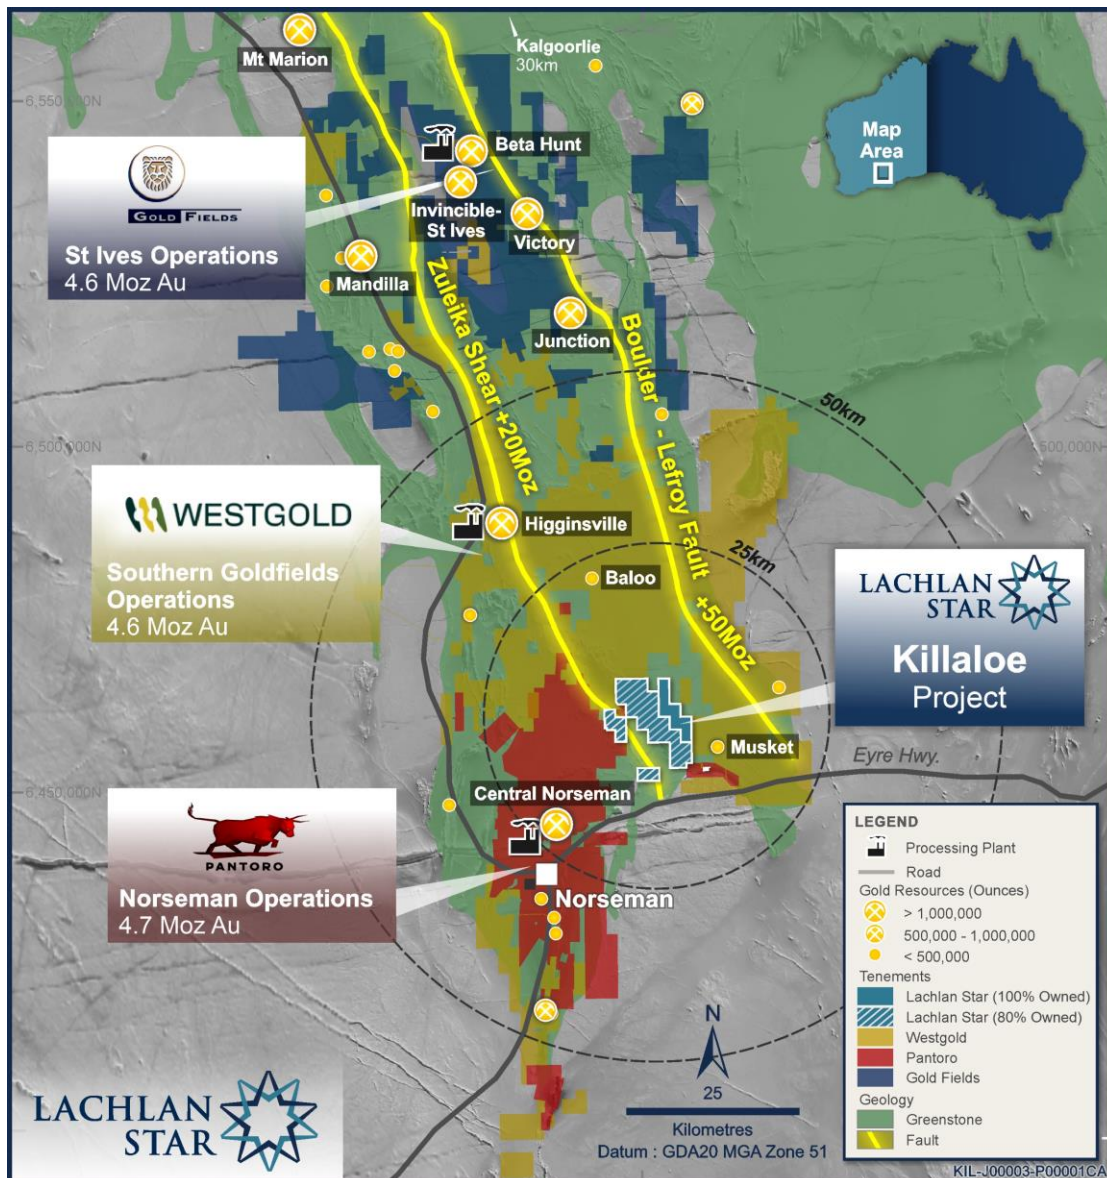 Mt Marion
Kalgoorlie
30km
6,550,000N
Map
Area
Beta Hunt
Invincible-
St Ives
Victory
GOLD FIELDS
St Ives Operations
4.6 Moz Au
Mandilla
Junction
Zuleika Shear +20Moz
Boulder - Lefroy Fault +50Moz
50km
6,500,000N
500,000N
WESTGOLD
Southern Goldfields
Operations
4.6 Moz Au
Higginsville
Baloo
25km
LACHLAN
STAR
Killaloe
Project
Musket
Eyre Hwy.
6,450,000N
Central Norseman
PANTORO
Norseman Operations
4.7 Moz Au
Norseman
LEGEND
Processing Plant
Road
Gold Resources (Ounces)
> 1,000,000
500,000 - 1,000,000
< 500,000
Tenements
Lachlan Star (100% Owned)
Lachlan Star (80% Owned)
Westgold
Pantoro
Gold Fields
Geology
Greenstone
Fault
N
25
Kilometres
Datum : GDA20 MGA Zone 51
LACHLAN
STAR
KIL-J00003-P00001CA